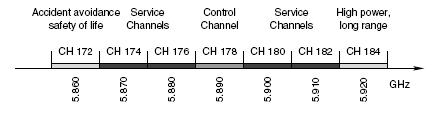 Accident avoidance safety of life
Service Channels
Control Channel
Service Channels
High power, long range
CH 172 CH 174 CH 176 CH 178 CH 180 CH 182 CH 184
5.860 5.870 5.880 5.890 5.900 5.910 5.920 GHz